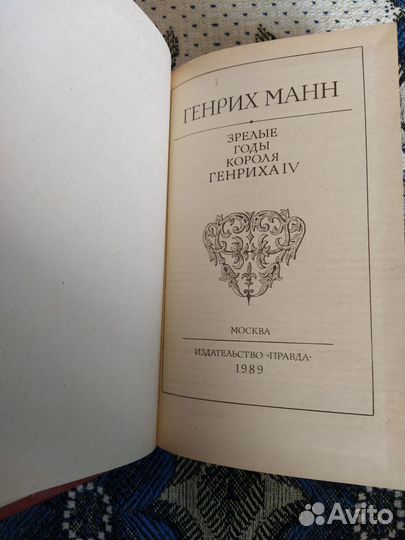 ГЕНРИХ МАНН
ЗРЕЛЫЕ
ГОДЫ
КОРОЛЯ
ГЕНРИХА IV
МОСКВА
ИЗДАТЕЛЬСТВО «ПРАВДА»
1989
Avito